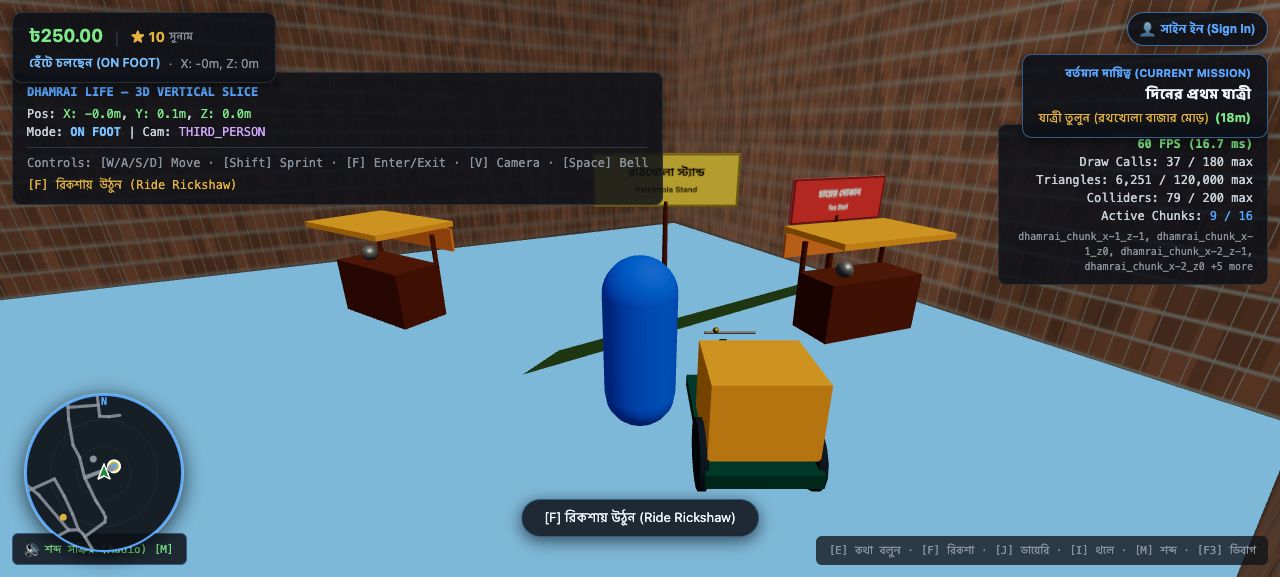 ৳250.00 | ⭐ 10 সুনাম
হেঁটে চলছেন (ON FOOT) · X: -0m, Z: 0m
DHAMRAI LIFE — 3D VERTICAL SLICE
Pos: X: -0.0m, Y: 0.1m, Z: 0.0m
Mode: ON FOOT | Cam: THIRD_PERSON
Controls: [W/A/S/D] Move · [Shift] Sprint · [F] Enter/Exit · [V] Camera · [Space] Bell
[F] রিকশায় উঠুন (Ride Rickshaw)
👤 সাইন ইন (Sign In)
বর্তমান দায়িত্ব (CURRENT MISSION)
দিনের প্রথম যাত্রী
যাত্রী তুলুন (রথখোলা বাজার মোড়) (18m)
60 FPS (16.7 ms)
Draw Calls: 37 / 180 max
Triangles: 6,251 / 120,000 max
Colliders: 79 / 200 max
Active Chunks: 9 / 16
dhamrai_chunk_x-1_z-1, dhamrai_chunk_x-
1_z0, dhamrai_chunk_x-2_z-1,
dhamrai_chunk_x-2_z0 +5 more
স্ট্যান্ড
Stand
চায়ের দোকান
Tea Stall
N
[F] রিকশায় উঠুন (Ride Rickshaw)
🔊 শব্দ (Audio) [M]
[E] কথা বলুন · [F] রিকশা · [J] ডায়েরি · [I] থলে · [M] শব্দ · [F3] ডিবাগ